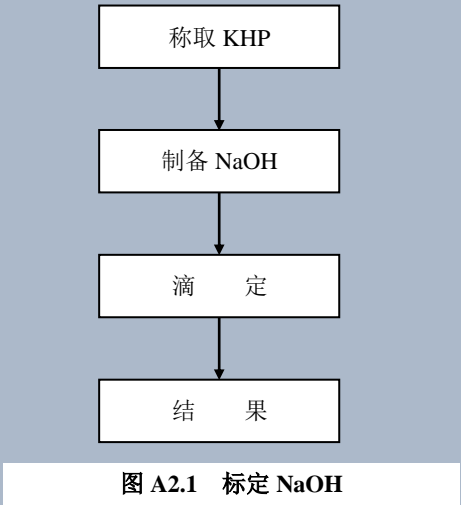 称取 KHP
制备 NaOH
滴 定
结 果
图 A2.1 标定 NaOH